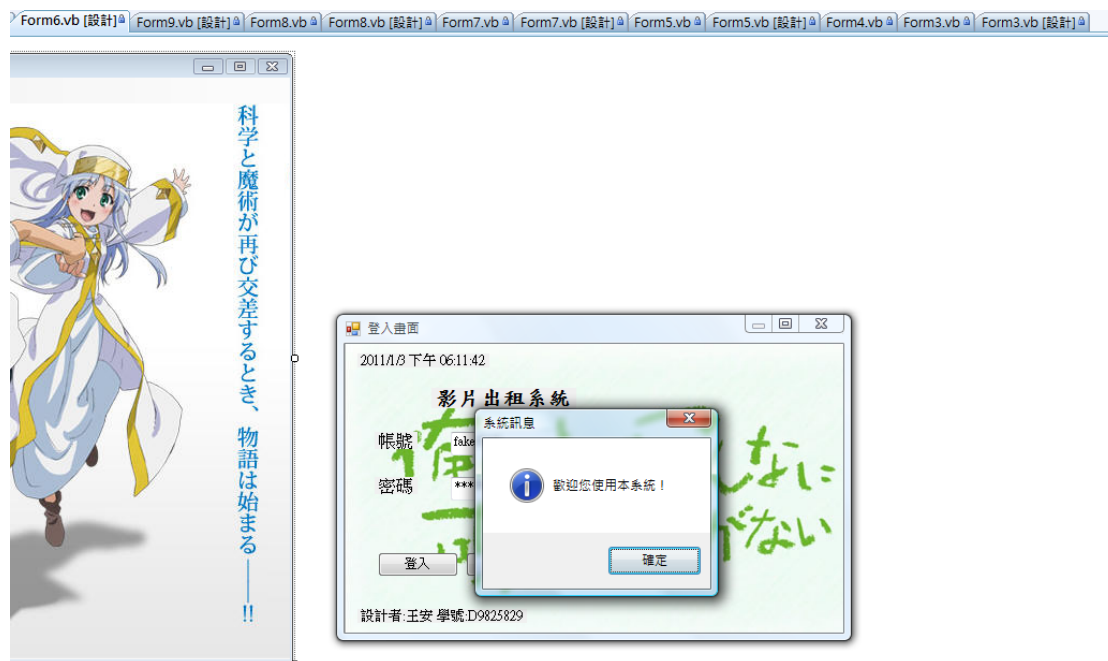 Form6.vb [設計] Form9.vb [設計] Form8.vb Form8.vb [設計] Form7.vb Form7.vb [設計] Form5.vb Form5.vb [設計] Form4.vb Form3.vb Form3.vb [設計]
科学と魔術が再び交差するとき、物語は始まる——!!
登入畫面
2011/1/3 下午 06:11:42
影片出租系統
系統訊息
帳號
fake
歡迎您使用本系統！
密碼
***
確定
登入
設計者:王安 學號:D9825829